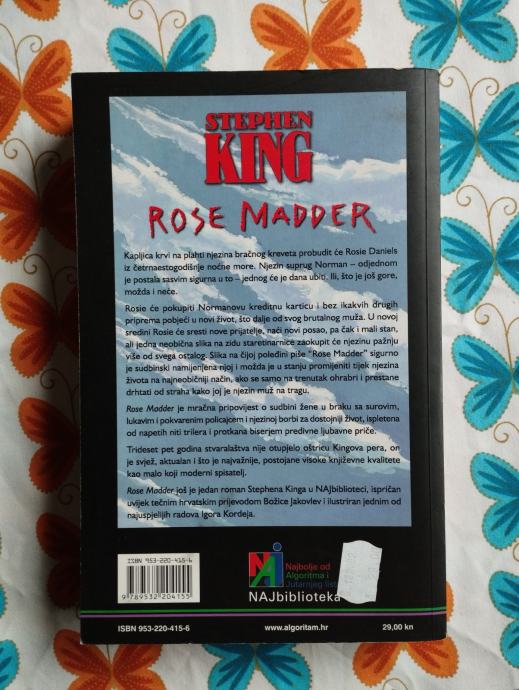 STEPHEN
KING
ROSE MADDER
Kapljica krvi na plahti njezina bračnog kreveta probudit će Rosie Daniels
iz četrnaestogodišnje noćne more. Njezin suprug Norman – odjednom
je postala sasvim sigurna u to – jednog će je dana ubiti. Ili, što je još gore,
možda i neće.
Rosie će pokupiti Normanovu kreditnu karticu i bez ikakvih drugih
priprema pobjeći u novi život, što dalje od svog brutalnog muža. U novoj
sredini Rosie će sresti nove prijatelje, naći novi posao, pa čak i mali stan,
ali jedna neobična slika na zidu staretinarnice zaokupit će njezinu pažnju
više od svega ostalog. Slika na čijoj poleđini piše "Rose Madder" sigurno
je sudbinski namijenjena njoj i možda je u stanju promijeniti tijek njezina
života na najneobičniji način, ako se samo na trenutak ohrabri i prestane
drhtati od straha kako joj je njezin muž na tragu.
Rose Madder je mračna pripovijest o sudbini žene u braku sa surovim,
lukavim i pokvarenim policajcem i njezinoj borbi za dostojniji život, ispletena
od napetih niti trilera i protkana biserjem predivne ljubavne priče.
Trideset pet godina stvaralaštva nije otupjelo oštricu Kingova pera, on
je svjež, aktualan i što je najvažnije, postojane visoke književne kvalitete
kao malo koji moderni spisatelj.
Rose Madder još je jedan roman Stephena Kinga u NAJbiblioteci, ispričan
uvijek tečnim hrvatskim prijevodom Božice Jakovlev i ilustriran jednim od
najuspjelijih radova Igora Kordeja.
ISBN 953-220-415-6
9 789532 204155
NAJ
Najbolje od
Algoritma i
Jutarnjeg list
NAJbiblioteka
ISBN 953-220-415-6
www.algoritam.hr
29,00 kn